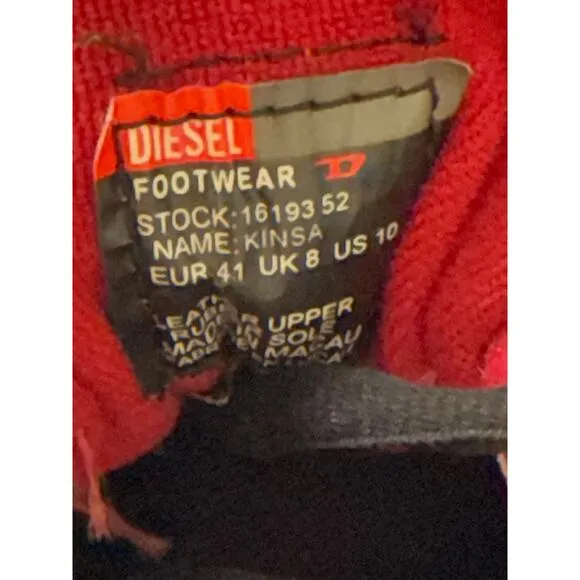 DIESEL
FOOTWEAR
STOCK: 16193 52
NAME: KINSA
EUR 41 UK 8 US 10
UPPER
SOLE
MACAU